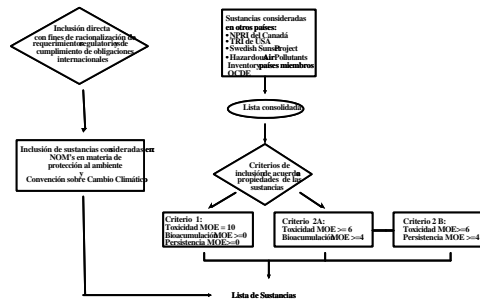 Inclusión directa
con fines de racionalización de
requerimientos regulatorios y de
cumplimiento de obligaciones
internacionales
Inclusión de sustancias consideradas en
NOM's en materia de
protección al ambiente
y
Convención sobre Cambio Climático
Sustancias consideradas
en otros países:
• NPRI del Canadá
• TRI de USA
• Swedish Sunset Project
• Hazardous Air Pollutants
Inventory países miembros
OCDE
Lista consolidada
Criterios de
inclusión de acuerdo a
propiedades de las
sustancias
Criterio 1:
Toxicidad MOE = 10
Bioacumulación MOE >=0
Persistencia MOE>=0
Criterio 2A:
Toxicidad MOE >= 6
Bioacumulación MOE >=4
Criterio 2 B:
Toxicidad MOE>=6
Persistencia MOE >=4
Lista de Sustancias